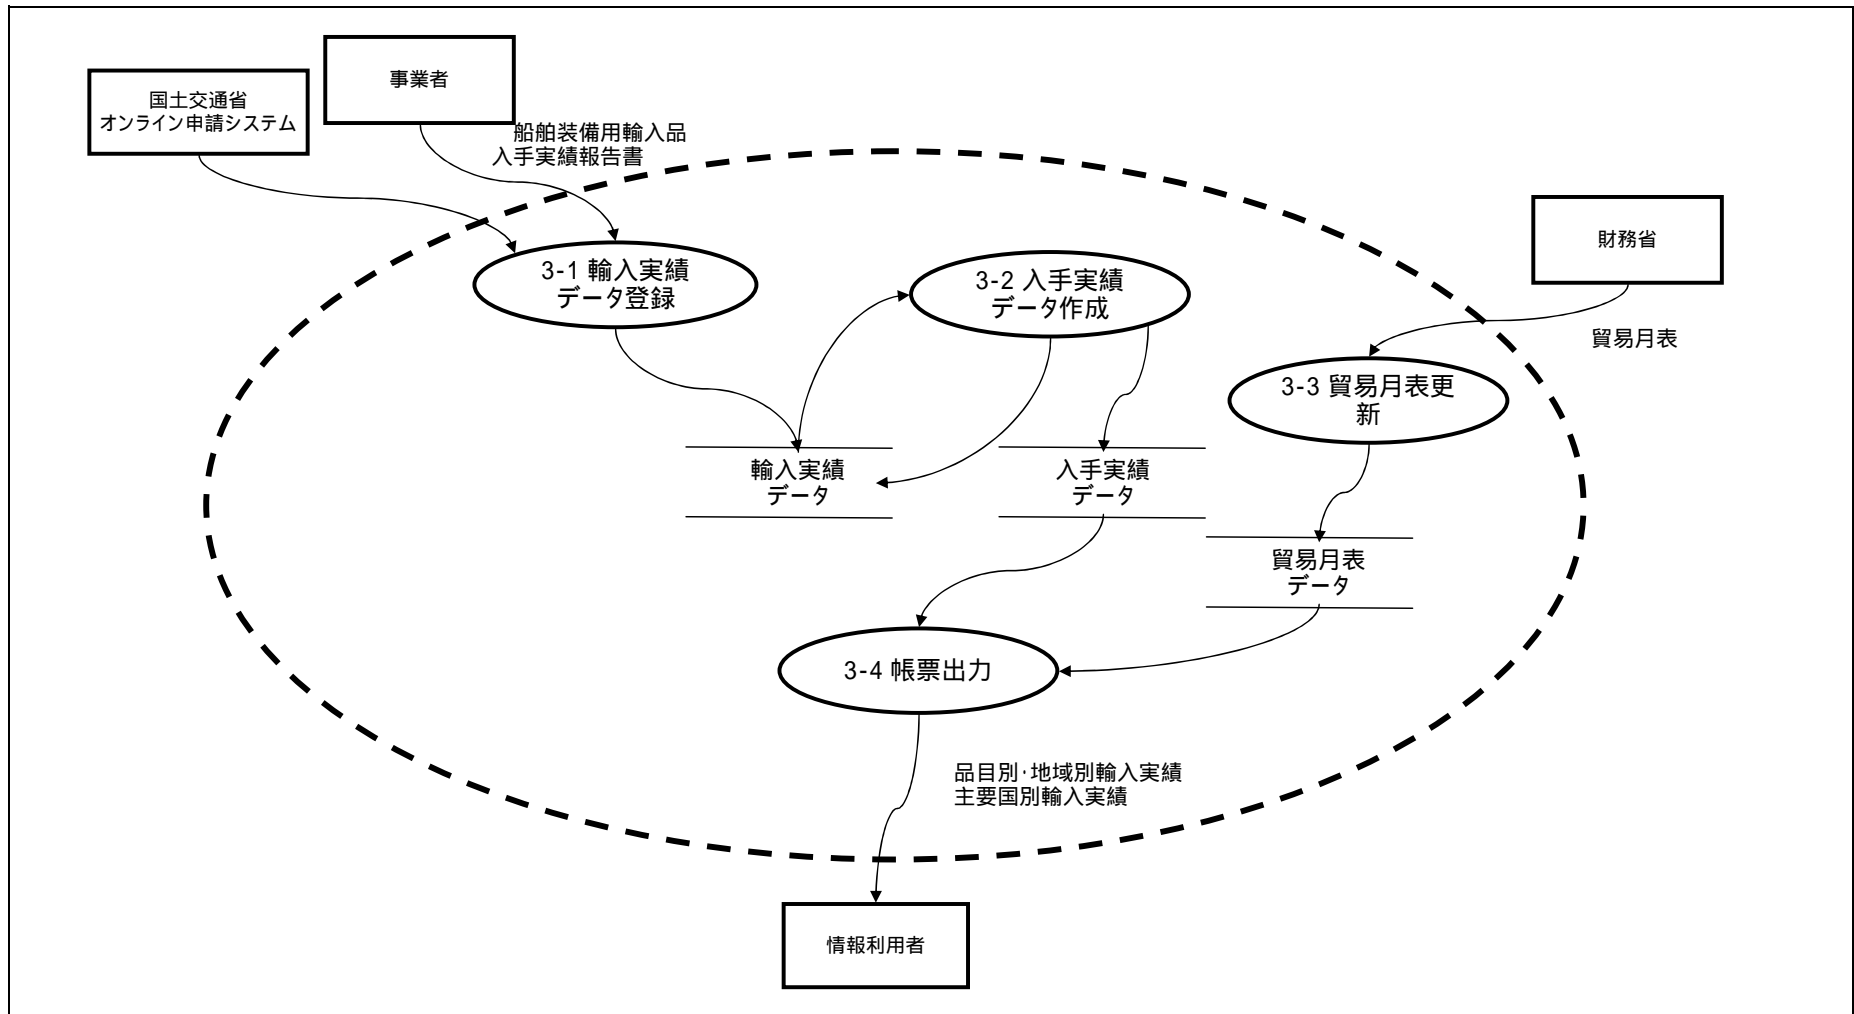 事業者
国土交通省
オンライン申請システム
船舶装備用輸入品
入手実績報告書
財務省
貿易月表
3-1 輸入実績
データ登録
3-2 入手実績
データ作成
3-3 貿易月表更
新
輸入実績
データ
入手実績
データ
貿易月表
データ
3-4 帳票出力
品目別・地域別輸入実績
主要国別輸入実績
情報利用者